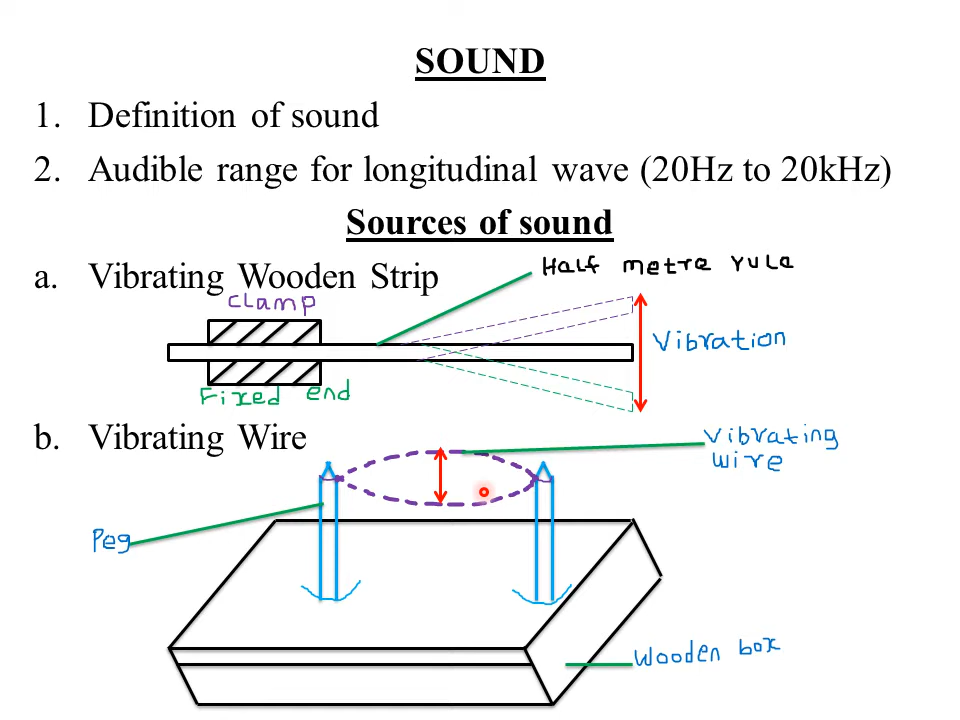 SOUND
1. Definition of sound
2. Audible range for longitudinal wave (20Hz to 20kHz)
Sources of sound
a. Vibrating Wooden Strip
Half metre rula
clamp
Vibration
Fixed end
b. Vibrating Wire
Vibrating
wire
Peg
Wooden box